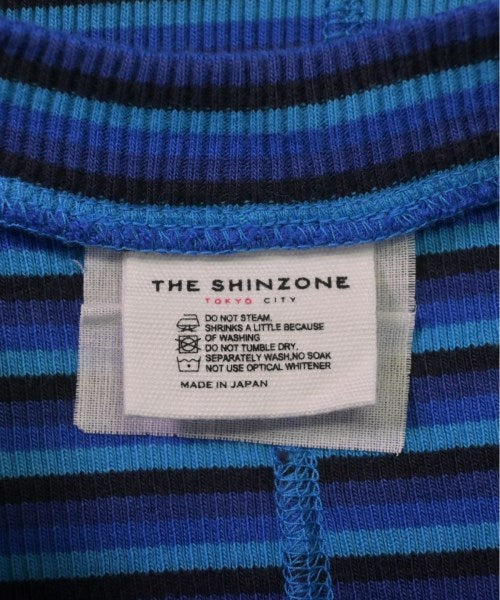 THE SHINZONE
TOKYO CITY
DO NOT STEAM.
SHRINKS A LITTLE BECAUSE
OF WASHING
DO NOT TUMBLE DRY.
SEPARATELY WASH,NO SOAK
NOT USE OPTICAL WHITENER
MADE IN JAPAN